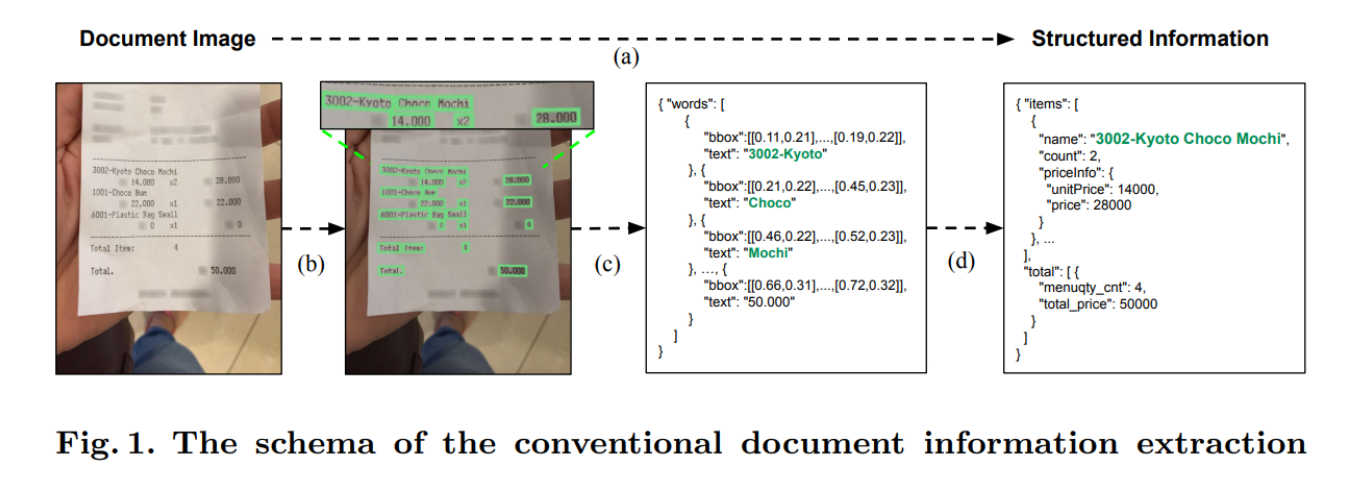 Document Image
Structured Information
(a)
3002-Kyoto Choco Mochi
14.000 x2 28.000
1001-Choco Bun
22.000 x1 22.000
6001-Plastic Bag Small
0 x1 0
Total Item: 4
Total. 50.000
(b)
3002-Kyoto Choco Mochi
14.000 x2 28.000
3002-Kyoto Choco Mochi
14.000 x2 28.000
1001-Choco Bun
22.000 x1 22.000
6001-Plastic Bag Small
0 x1 0
Total Item: 4
Total. 50.000
(c)
{ "words": [
{
"bbox":[[0.11,0.21],...,[0.19,0.22]],
"text": "3002-Kyoto"
}, {
"bbox":[[0.21,0.22],...,[0.45,0.23]],
"text": "Choco"
}, {
"bbox":[[0.46,0.22],...,[0.52,0.23]],
"text": "Mochi"
}, ..., {
"bbox":[[0.66,0.31],...,[0.72,0.32]],
"text": "50.000"
}
]
}
(d)
{ "items": [
{
"name": "3002-Kyoto Choco Mochi",
"count": 2,
"priceInfo": {
"unitPrice": 14000,
"price": 28000
}
}, ...
],
"total": [ {
"menuqty_cnt": 4,
"total_price": 50000
}
]
}
Fig. 1. The schema of the conventional document information extraction